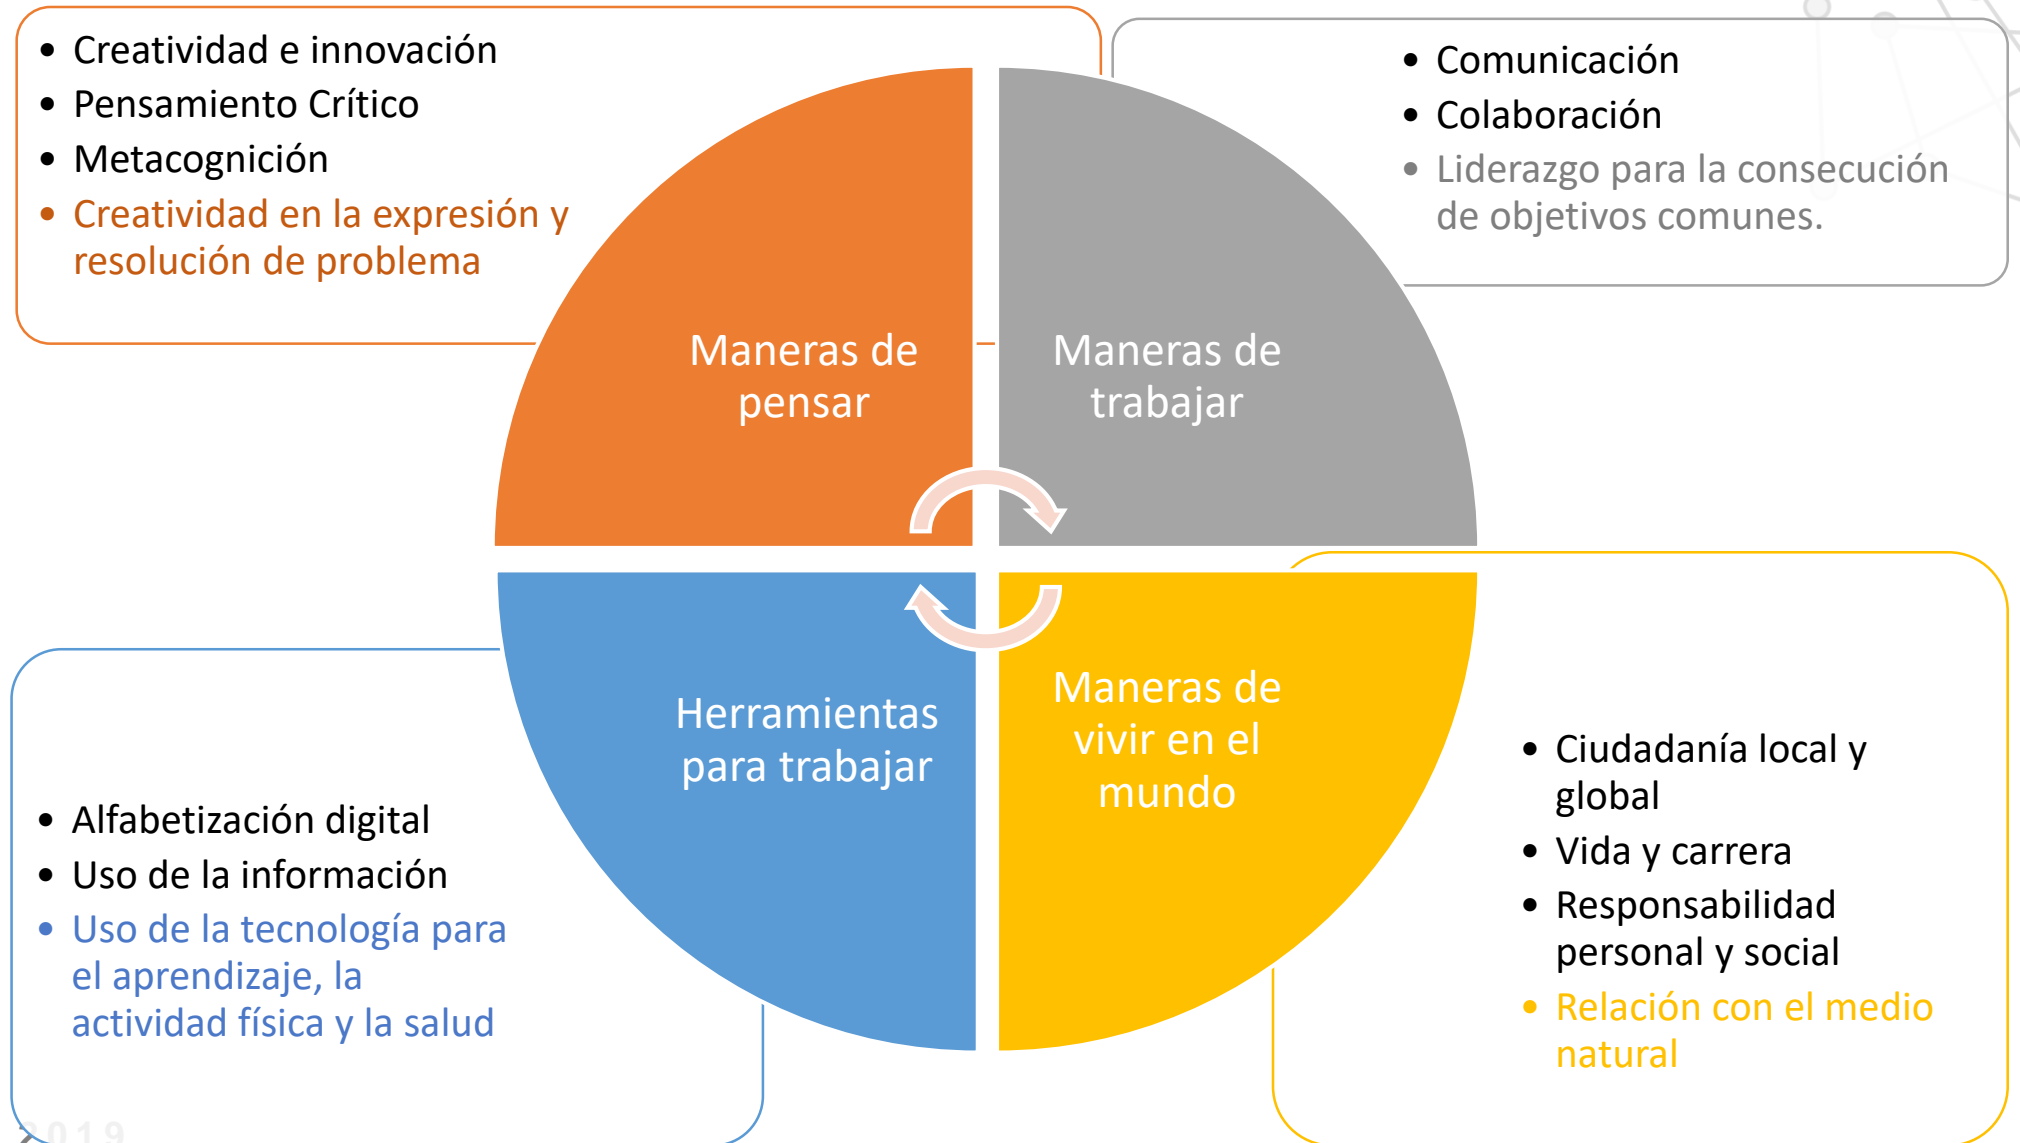 • Creatividad e innovación
• Pensamiento Crítico
• Metacognición
• Creatividad en la expresión y
resolución de problema
• Comunicación
• Colaboración
• Liderazgo para la consecución
de objetivos comunes.
Maneras de
pensar
Maneras de
trabajar
Herramientas
para trabajar
Maneras de
vivir en el
mundo
• Alfabetización digital
• Uso de la información
• Uso de la tecnología para
el aprendizaje, la
actividad física y la salud
• Ciudadanía local y
global
• Vida y carrera
• Responsabilidad
personal y social
• Relación con el medio
natural
2019